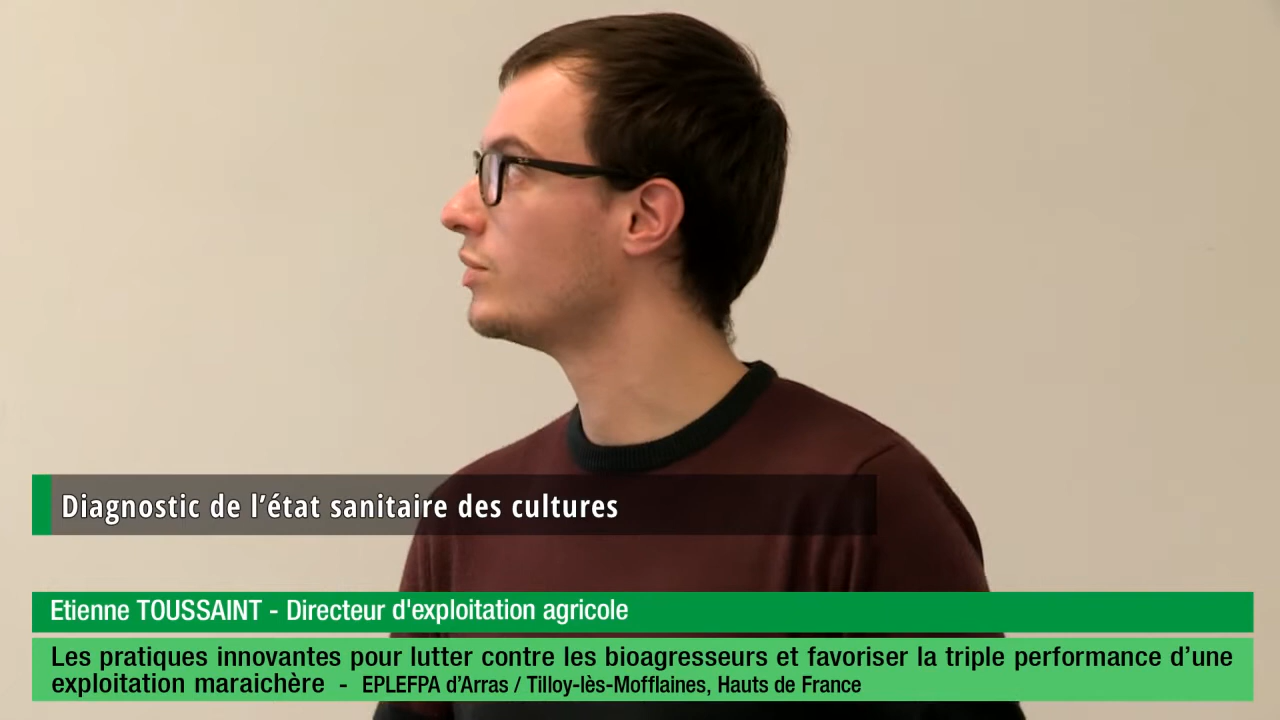 Diagnostic de l’état sanitaire des cultures
Etienne TOUSSAINT - Directeur d'exploitation agricole
Les pratiques innovantes pour lutter contre les bioagresseurs et favoriser la triple performance d’une
exploitation maraichère - EPLEFPA d’Arras / Tilloy-lès-Mofflaines, Hauts de France